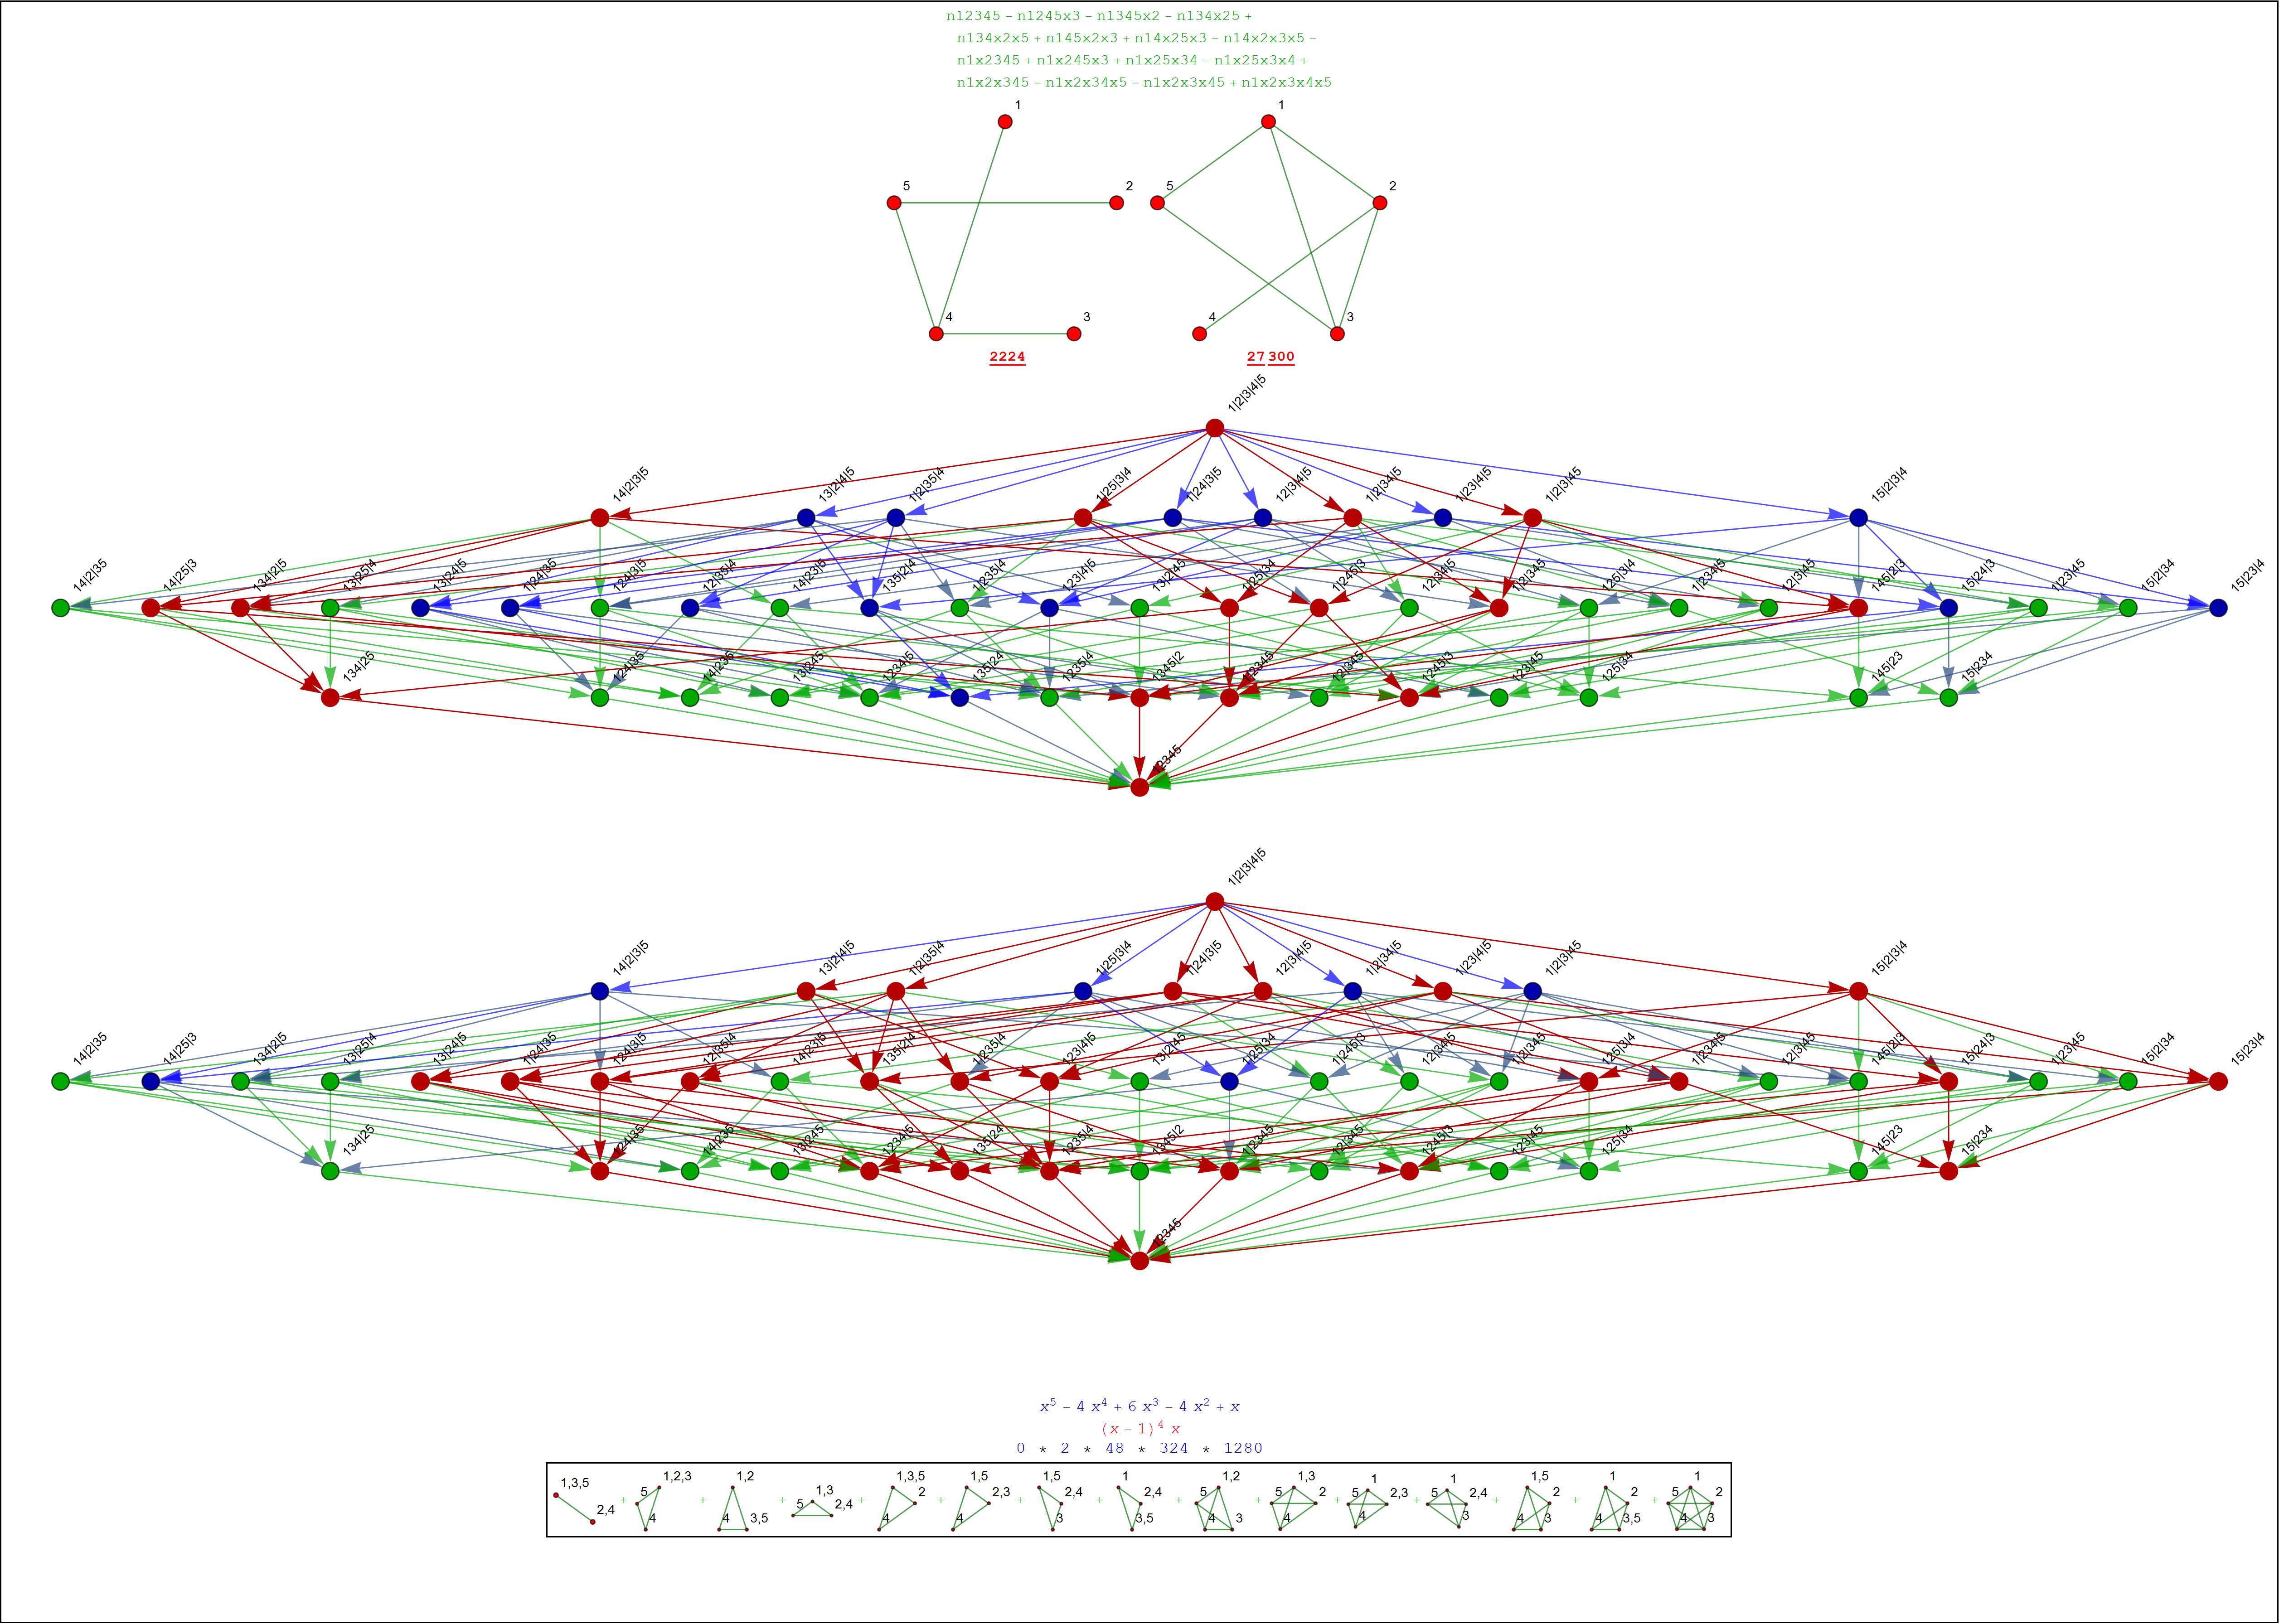 n12345 – n1245x3 – n1345x2 – n134x25 +
n134x2x5 + n145x2x3 + n14x25x3 – n14x2x3x5 –
n1x2345 + n1x245x3 + n1x25x34 – n1x25x3x4 +
n1x2x345 – n1x2x34x5 – n1x2x3x45 + n1x2x3x4x5
1 1
5 2 5 2
4 3 4 3
2224 27 300
1|2|3|4|5
14|2|3|5 13|2|4|5 1|2|35|4 1|25|3|4 1|24|3|5 12|3|4|5 1|2|34|5 1|23|4|5 1|2|3|45 15|2|3|4
14|2|35 14|25|3 134|2|5 13|25|4 13|24|5 1|24|35 124|3|5 12|35|4 14|23|5 135|2|4 1|235|4 123|4|5 13|2|45 1|25|34 1|245|3 12|34|5 1|2|345 125|3|4 1|234|5 12|3|45 145|2|3 15|24|3 1|23|45 15|2|34 15|23|4
134|25 124|35 14|235 13|245 1234|5 135|24 1235|4 1345|2 1|2345 12|345 1245|3 123|45 125|34 145|23 15|234
12345
1|2|3|4|5
14|2|3|5 13|2|4|5 1|2|35|4 1|25|3|4 1|24|3|5 12|3|4|5 1|2|34|5 1|23|4|5 1|2|3|45 15|2|3|4
14|2|35 14|25|3 134|2|5 13|25|4 13|24|5 1|24|35 124|3|5 12|35|4 14|23|5 135|2|4 1|235|4 123|4|5 13|2|45 1|25|34 1|245|3 12|34|5 1|2|345 125|3|4 1|234|5 12|3|45 145|2|3 15|24|3 1|23|45 15|2|34 15|23|4
134|25 124|35 14|235 13|245 1234|5 135|24 1235|4 1345|2 1|2345 12|345 1245|3 123|45 125|34 145|23 15|234
12345
x⁵ – 4 x⁴ + 6 x³ – 4 x² + x
(x – 1)⁴ x
0 * 2 * 48 * 324 * 1280
1,3,5 2,4 + 1,2,3 5 4 + 1,2 4 3,5 + 1,3 5 2,4 + 1,3,5 2 4 + 1,5 2,3 4 + 1,5 2,4 3 + 1 2,4 3,5 + 1,2 5 4 3 + 1,3 5 2 4 + 1 5 2,3 4 + 1 5 2,4 3 + 1,5 2 4 3 + 1 2 4 3,5 + 1 5 2 4 3